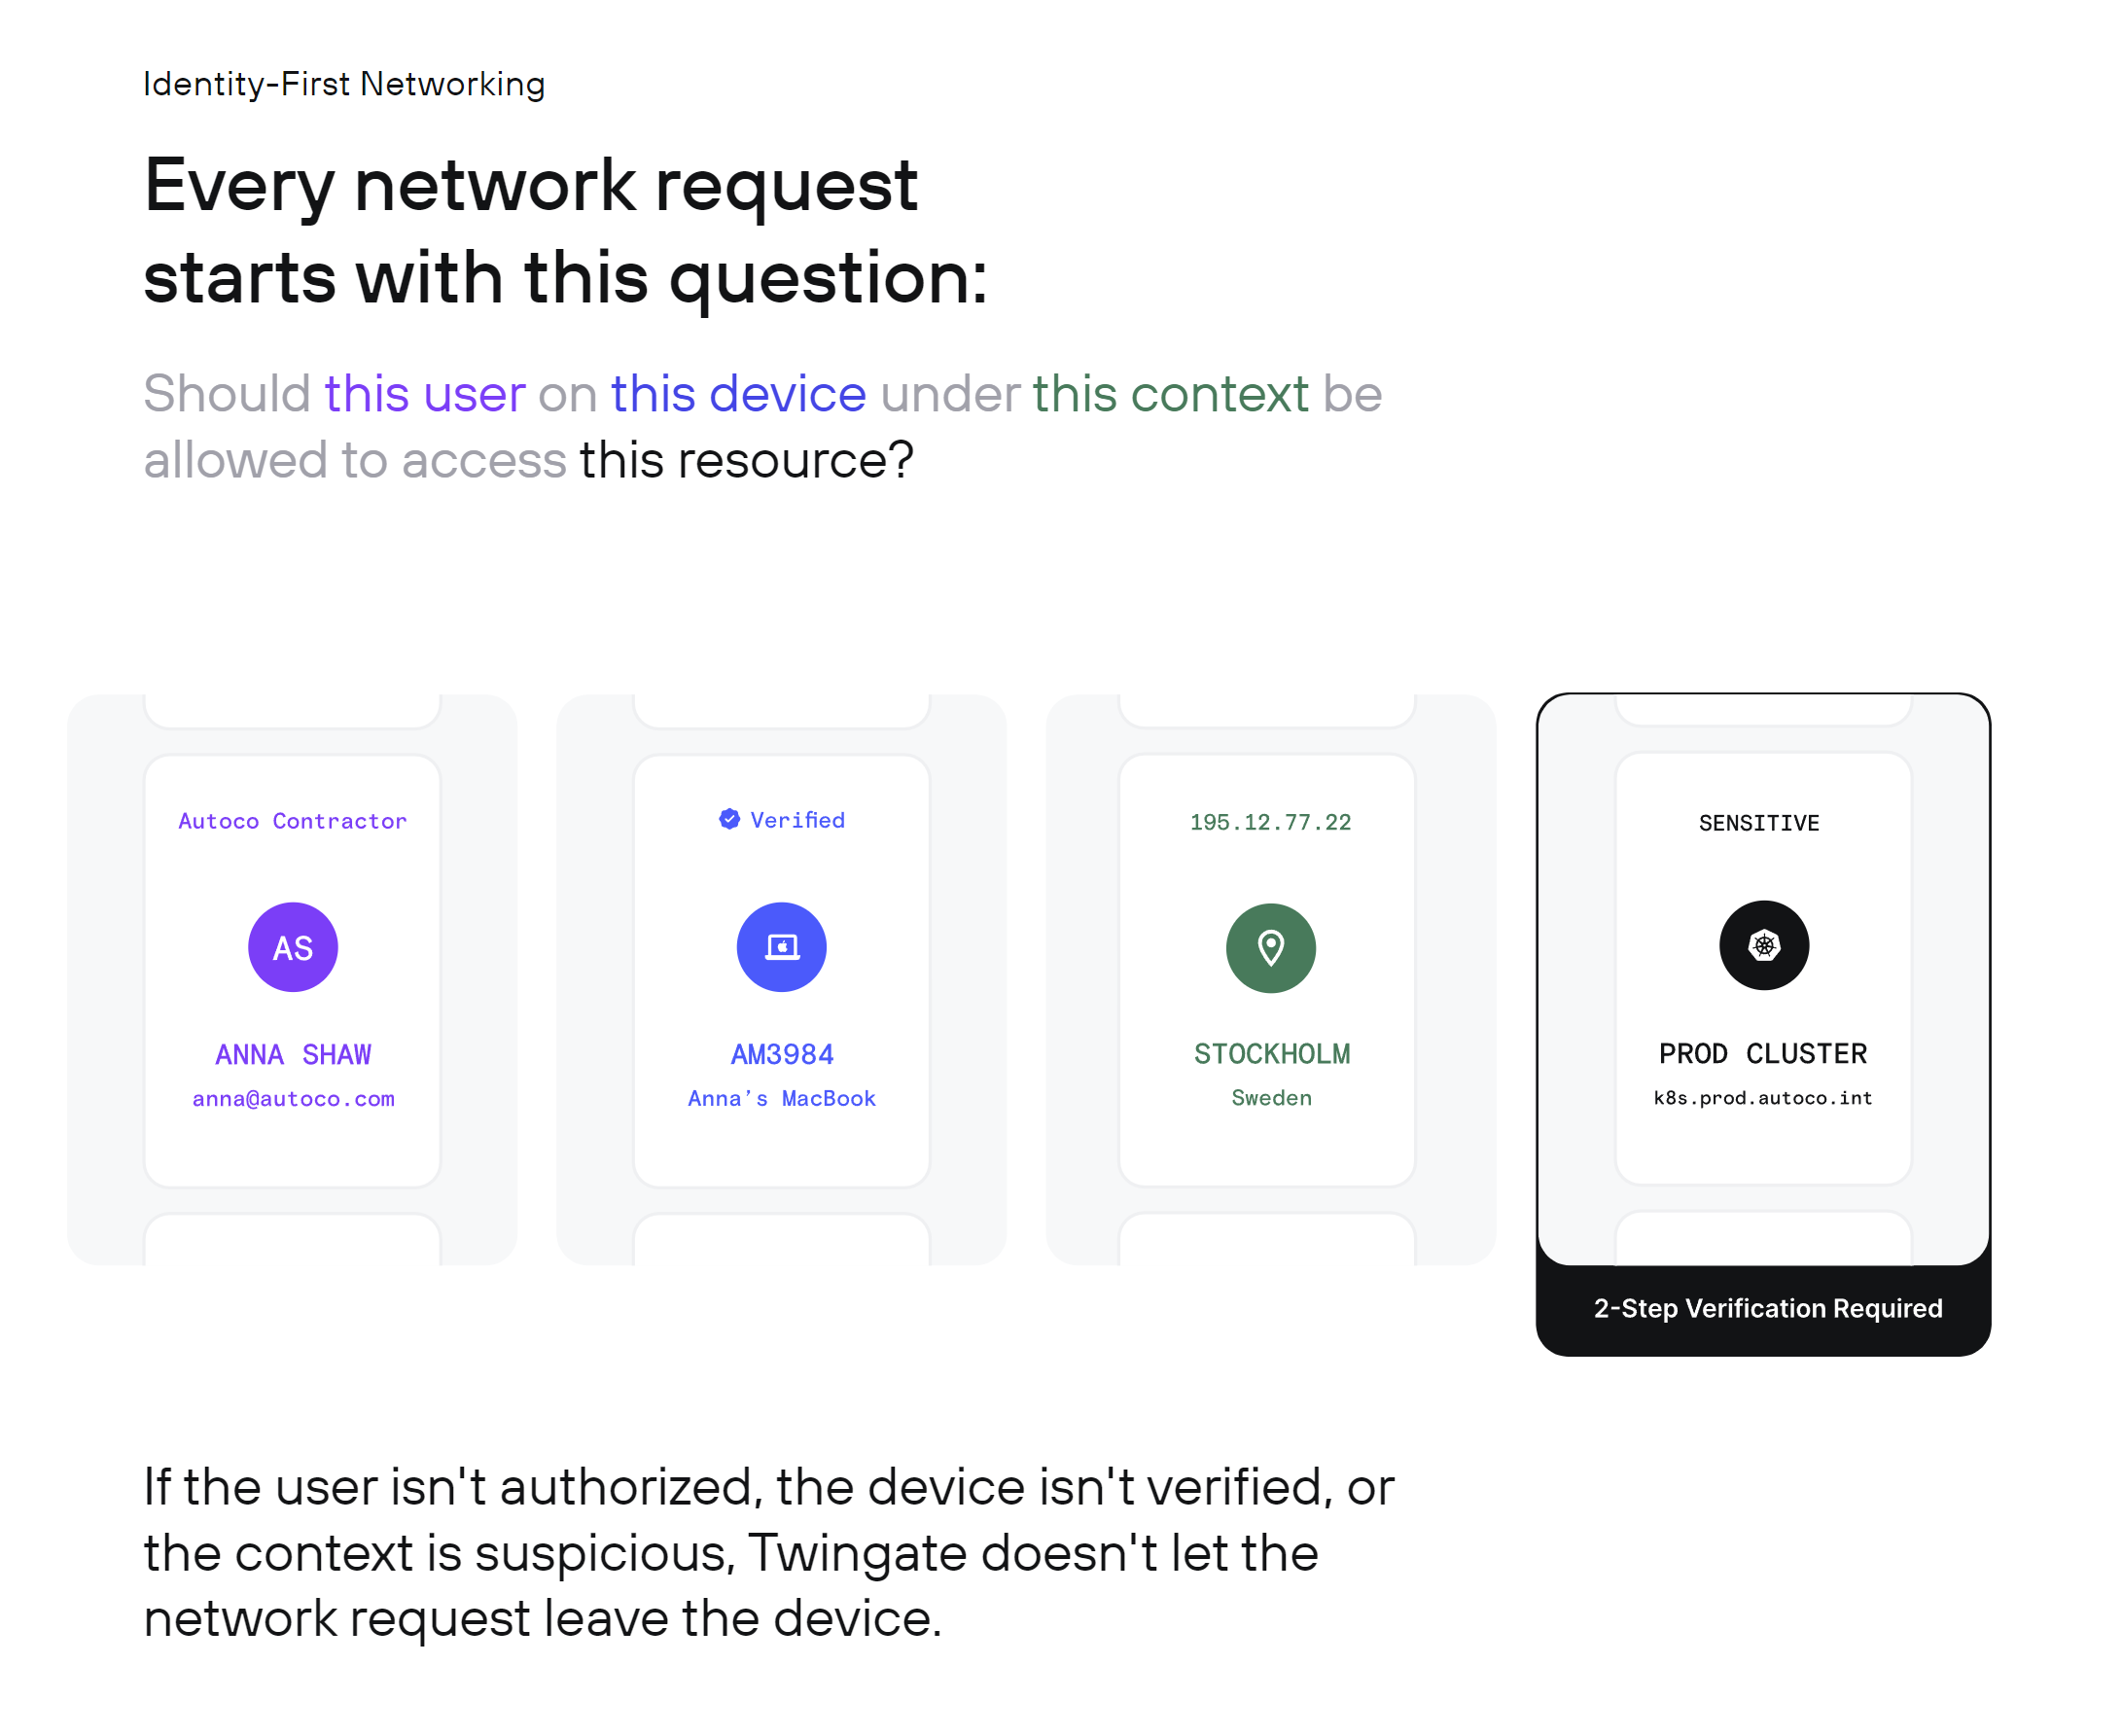 Identity-First Networking
Every network request
starts with this question:
Should this user on this device under this context be
allowed to access this resource?
Autoco Contractor
AS
ANNA SHAW
anna@autoco.com
Verified
AM3984
Anna’s MacBook
195.12.77.22
STOCKHOLM
Sweden
SENSITIVE
PROD CLUSTER
k8s.prod.autoco.int
2-Step Verification Required
If the user isn't authorized, the device isn't verified, or
the context is suspicious, Twingate doesn't let the
network request leave the device.